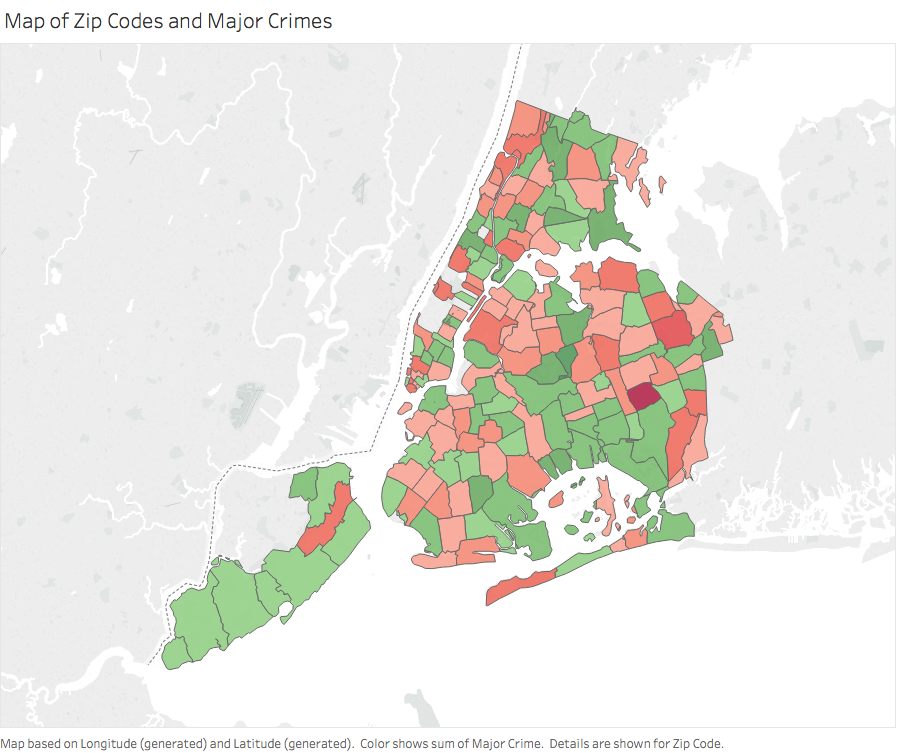 Map of Zip Codes and Major Crimes
Map based on Longitude (generated) and Latitude (generated).  Color shows sum of Major Crime.  Details are shown for Zip Code.